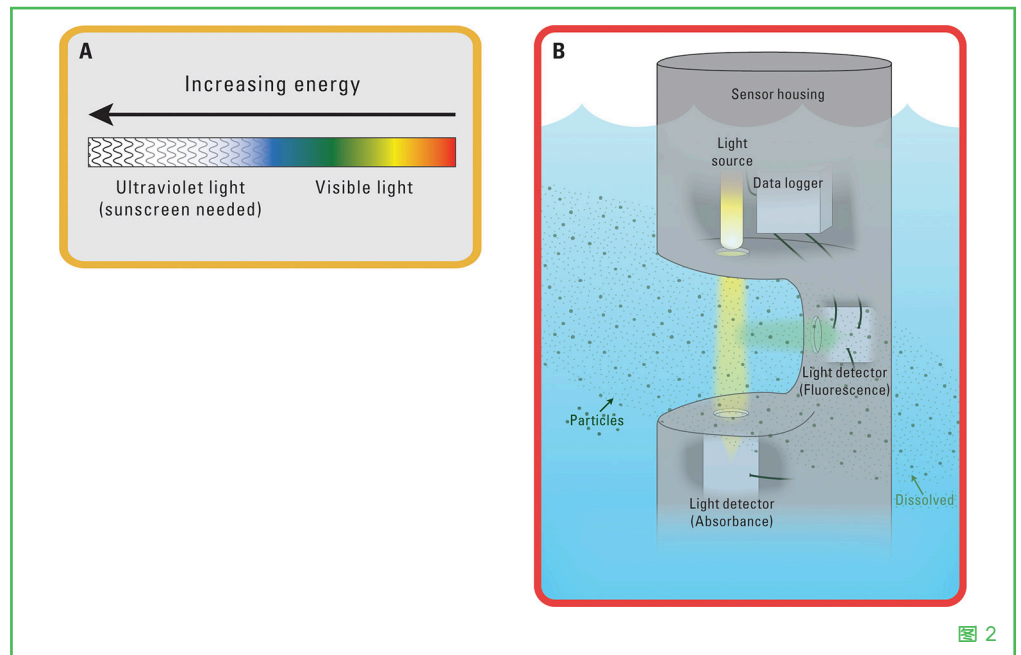 A
Increasing energy
Ultraviolet light
(sunscreen needed)
Visible light
B
Sensor housing
Light
source
Data logger
Light detector
(Fluorescence)
Particles
Dissolved
Light detector
(Absorbance)
图 2